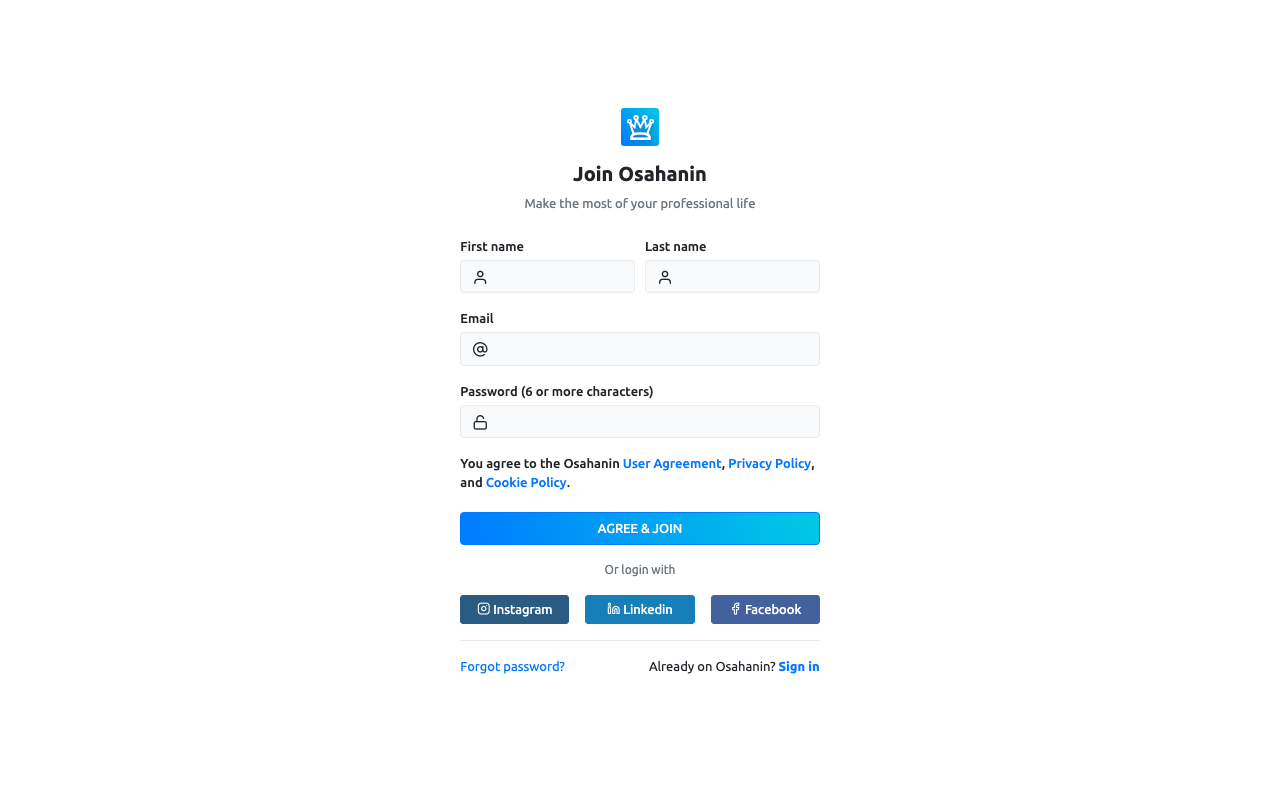 Join Osahanin
Make the most of your professional life
First name
Last name
Email
Password (6 or more characters)
You agree to the Osahanin User Agreement, Privacy Policy,
and Cookie Policy.
AGREE & JOIN
Or login with
Instagram
Linkedin
Facebook
Forgot password?
Already on Osahanin? Sign in